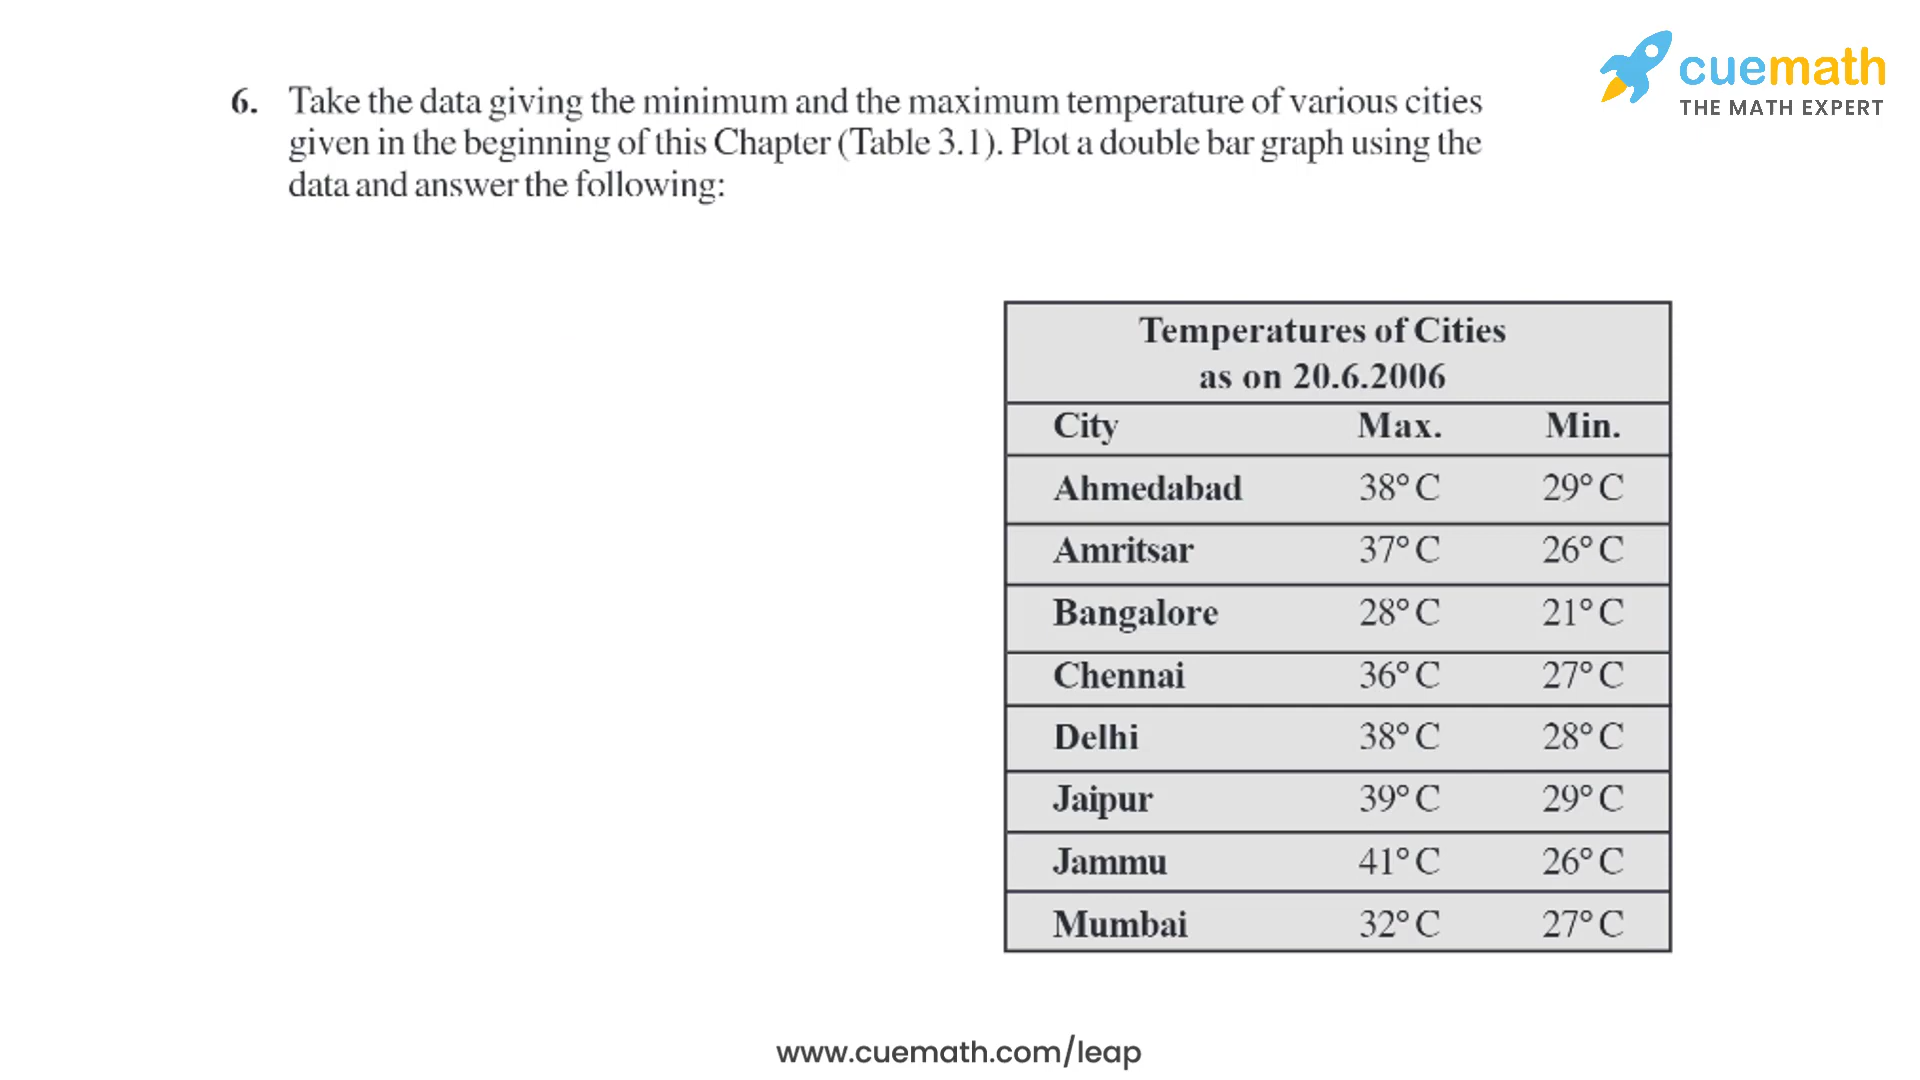 cuemath
THE MATH EXPERT
6. Take the data giving the minimum and the maximum temperature of various cities
given in the beginning of this Chapter (Table 3.1). Plot a double bar graph using the
data and answer the following:
Temperatures of Cities
as on 20.6.2006
City Max. Min.
Ahmedabad 38° C 29° C
Amritsar 37° C 26° C
Bangalore 28° C 21° C
Chennai 36° C 27° C
Delhi 38° C 28° C
Jaipur 39° C 29° C
Jammu 41° C 26° C
Mumbai 32° C 27° C
www.cuemath.com/leap